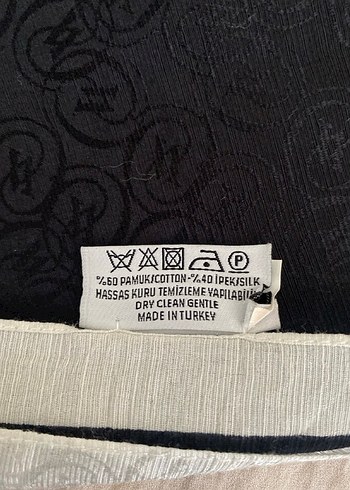 P
%60 PAMUK/COTTON-%40 İPEK/SILK
HASSAS KURU TEMİZLEME YAPILABİLİR
DRY CLEAN GENTLE
MADE IN TURKEY